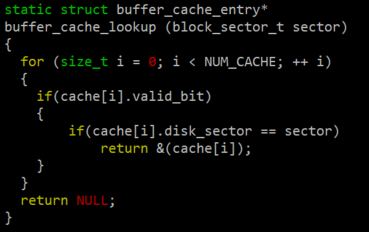 static struct buffer_cache_entry*
buffer_cache_lookup (block_sector_t sector)
{
  for (size_t i = 0; i < NUM_CACHE; ++ i)
  {
    if(cache[i].valid_bit)
    {
        if(cache[i].disk_sector == sector)
            return &(cache[i]);
    }
  }
  return NULL;
}